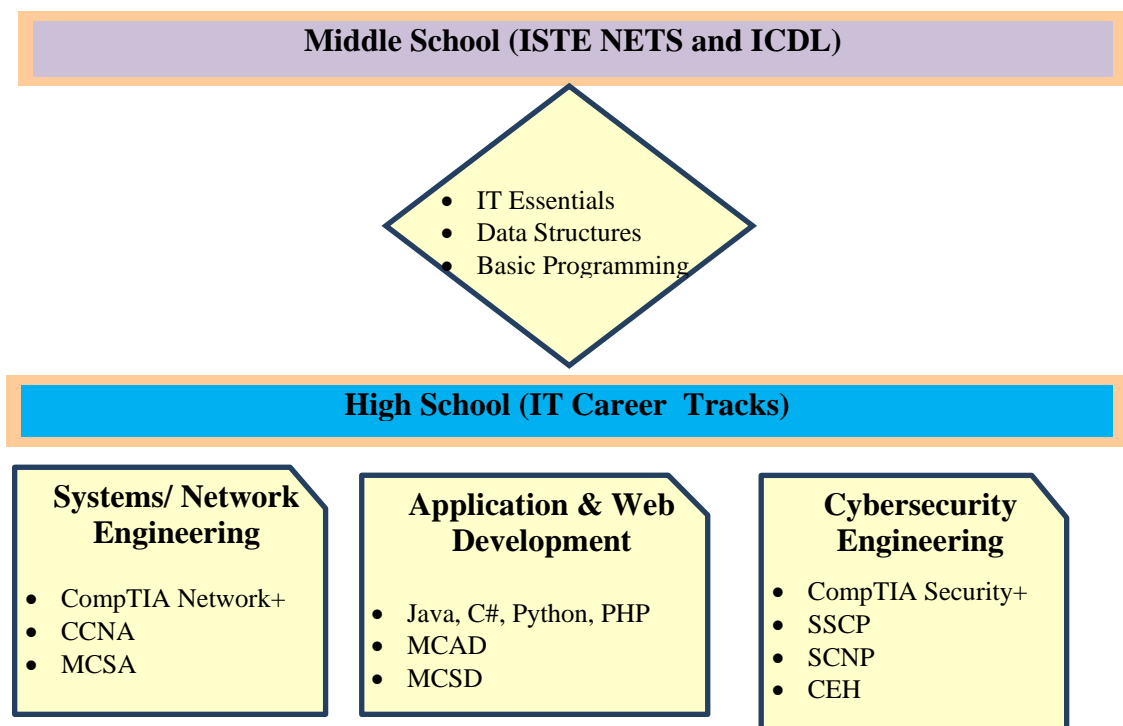 Middle School (ISTE NETS and ICDL)
• IT Essentials
• Data Structures
• Basic Programming
High School (IT Career  Tracks)
Systems/ Network
Engineering
• CompTIA Network+
• CCNA
• MCSA
Application & Web
Development
• Java, C#, Python, PHP
• MCAD
• MCSD
Cybersecurity
Engineering
• CompTIA Security+
• SSCP
• SCNP
• CEH